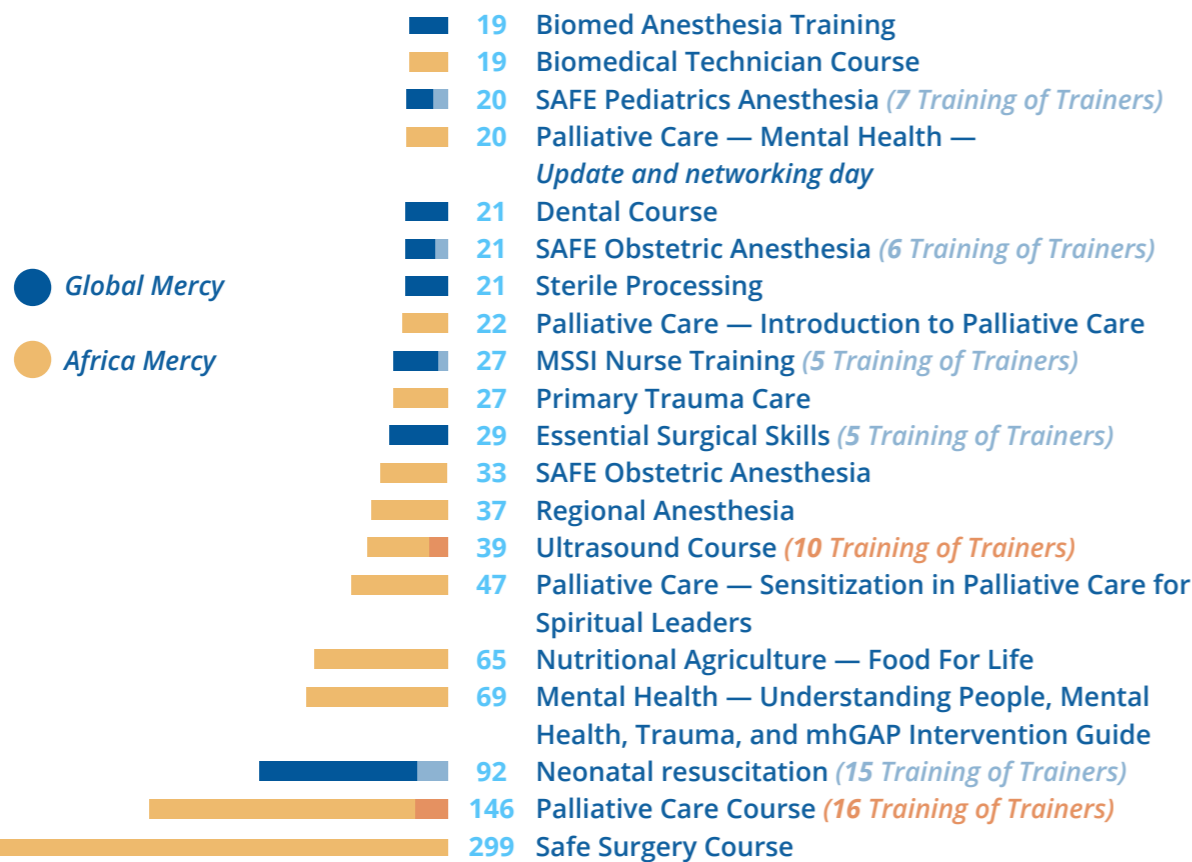 19 Biomed Anesthesia Training
19 Biomedical Technician Course
20 SAFE Pediatrics Anesthesia (7 Training of Trainers)
20 Palliative Care — Mental Health —
Update and networking day
21 Dental Course
21 SAFE Obstetric Anesthesia (6 Training of Trainers)
Global Mercy
21 Sterile Processing
22 Palliative Care — Introduction to Palliative Care
Africa Mercy
27 MSSI Nurse Training (5 Training of Trainers)
27 Primary Trauma Care
29 Essential Surgical Skills (5 Training of Trainers)
33 SAFE Obstetric Anesthesia
37 Regional Anesthesia
39 Ultrasound Course (10 Training of Trainers)
47 Palliative Care — Sensitization in Palliative Care for
Spiritual Leaders
65 Nutritional Agriculture — Food For Life
69 Mental Health — Understanding People, Mental
Health, Trauma, and mhGAP Intervention Guide
92 Neonatal resuscitation (15 Training of Trainers)
146 Palliative Care Course (16 Training of Trainers)
299 Safe Surgery Course